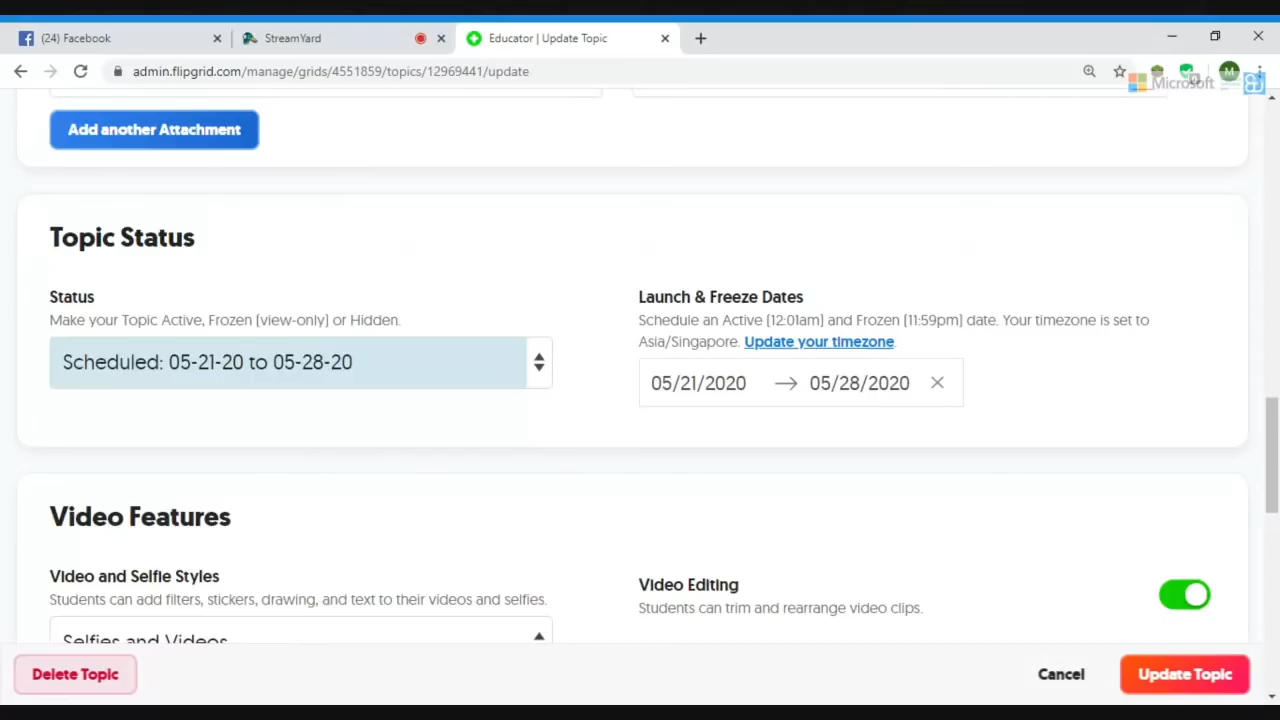 (24) Facebook
StreamYard
Educator | Update Topic
admin.flipgrid.com/manage/grids/4551859/topics/12969441/update
M
Microsoft
Add another Attachment
Topic Status
Status
Make your Topic Active, Frozen (view-only) or Hidden.
Scheduled: 05-21-20 to 05-28-20
Launch & Freeze Dates
Schedule an Active (12:01am) and Frozen (11:59pm) date. Your timezone is set to
Asia/Singapore. Update your timezone.
05/21/2020 → 05/28/2020
Video Features
Video and Selfie Styles
Students can add filters, stickers, drawing, and text to their videos and selfies.
Selfies and Videos
Video Editing
Students can trim and rearrange video clips.
Delete Topic
Cancel
Update Topic